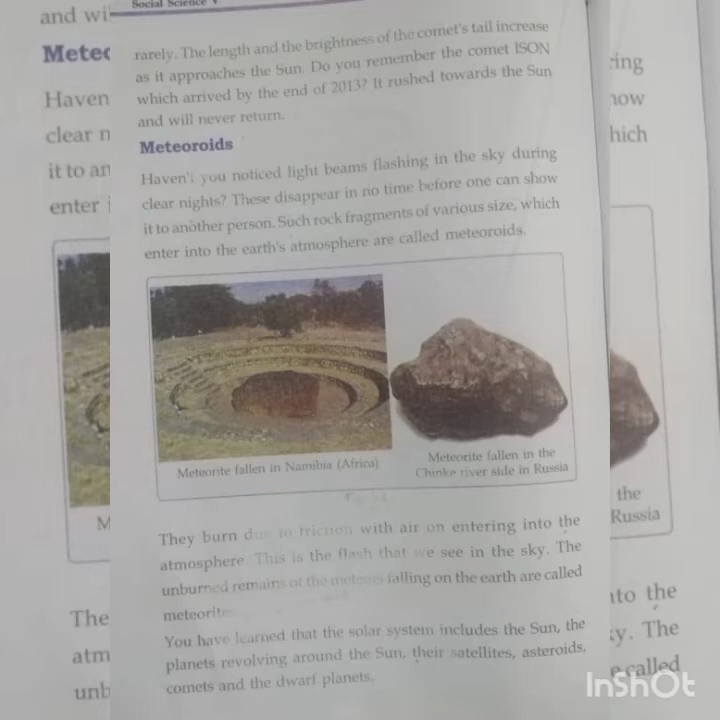 Social Science V
rarely. The length and the brightness of the comet's tail increase
as it approaches the Sun. Do you remember the comet ISON
which arrived by the end of 2013? It rushed towards the Sun
and will never return.
Meteoroids
Haven't you noticed light beams flashing in the sky during
clear nights? These disappear in no time before one can show
it to another person. Such rock fragments of various size, which
enter into the earth's atmosphere are called meteoroids.
Meteorite fallen in Namibia (Africa)
Meteorite fallen in the
Chinke river side in Russia
They burn due to friction with air on entering into the
atmosphere. This is the flash that we see in the sky. The
unburned remains of the meteors falling on the earth are called
meteorite
You have learned that the solar system includes the Sun, the
planets revolving around the Sun, their satellites, asteroids,
comets and the dwarf planets.
InShOt